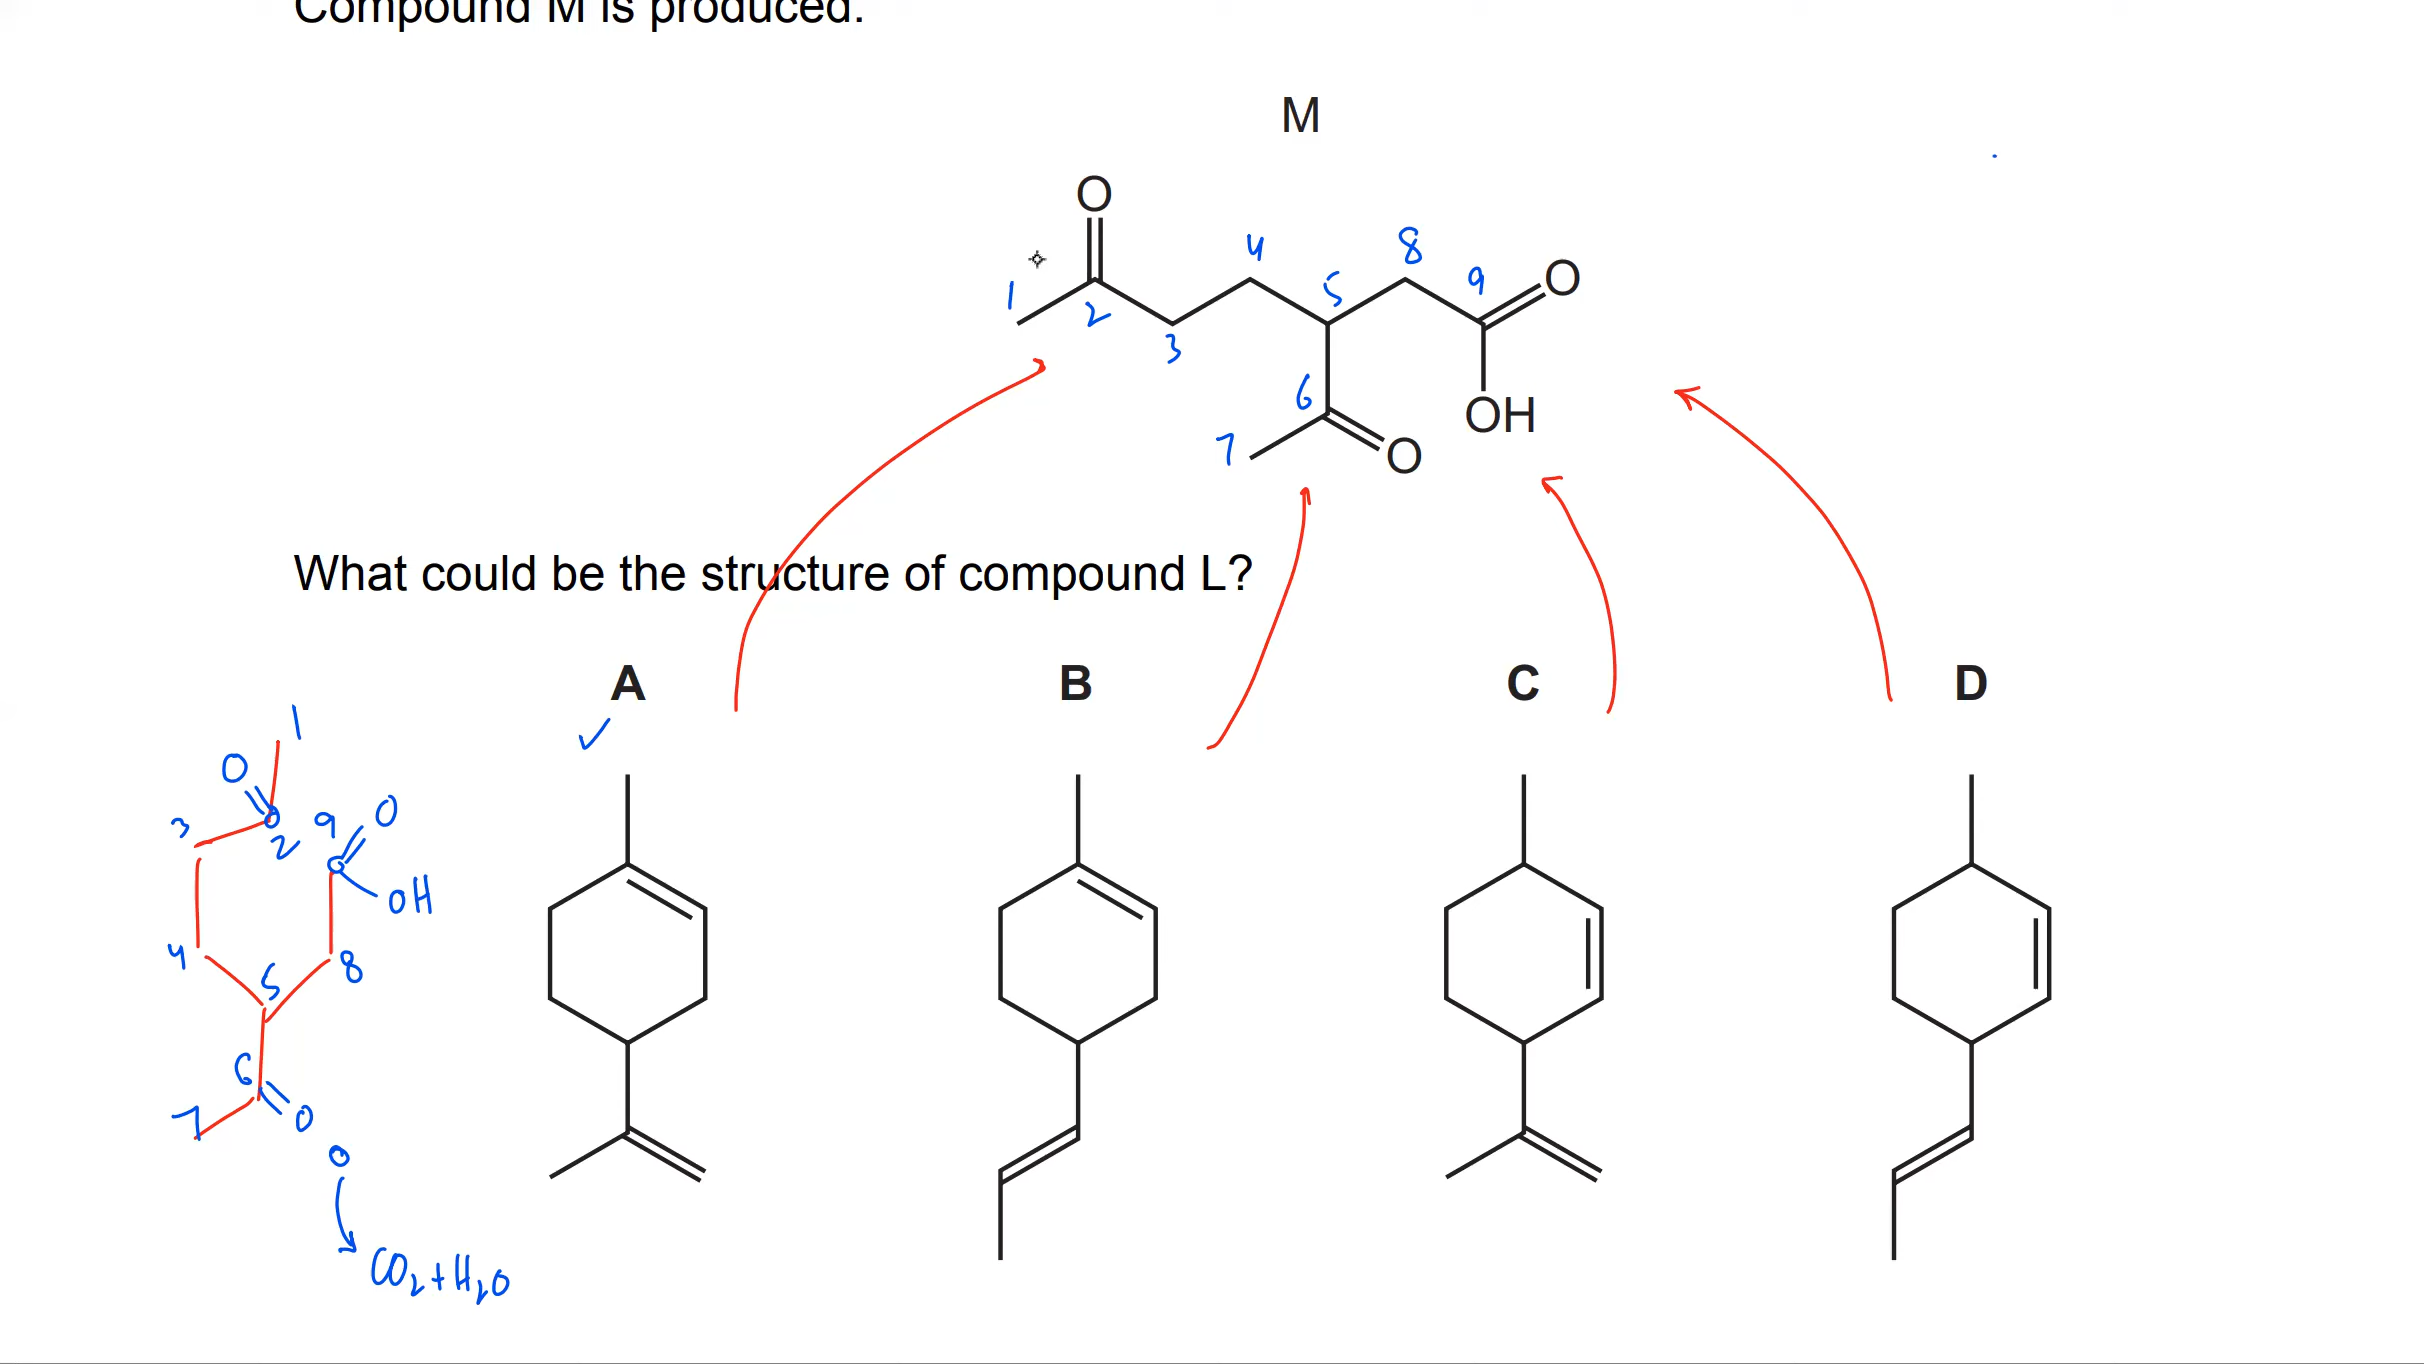 Compound M is produced.
M
O
4
8
1
5
9
O
2
3
6
OH
7
O
What could be the structure of compound L?
A
B
C
D
1
O
3
9
O
2
OH
4
5
8
6
7
O
CO2+H2O